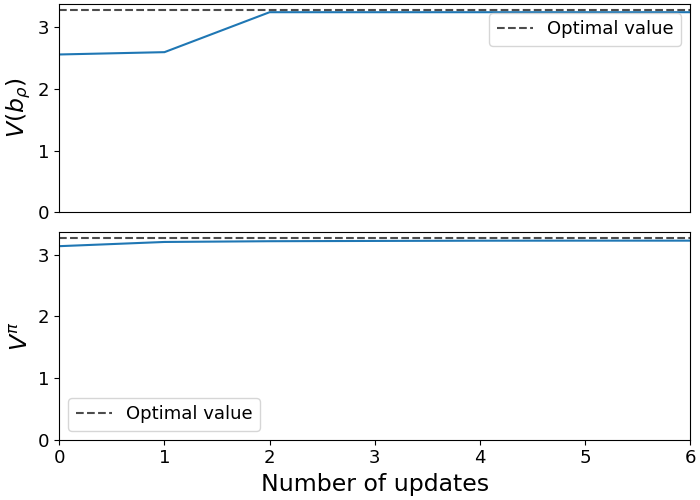 3
2
1
0
V(b_ρ)
Optimal value
3
2
1
0
V^π
Optimal value
0 1 2 3 4 5 6
Number of updates